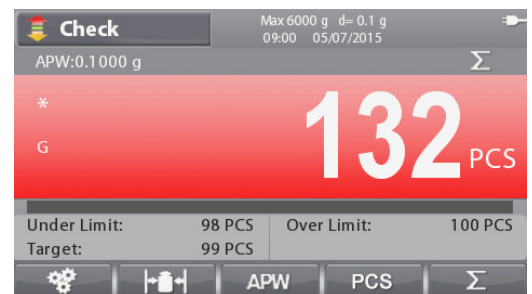 Check
Max 6000 g d= 0.1 g
09:00 05/07/2015
APW:0.1000 g Σ
*
G
132 PCS
Under Limit: 98 PCS Over Limit: 100 PCS
Target: 99 PCS
APW PCS Σ